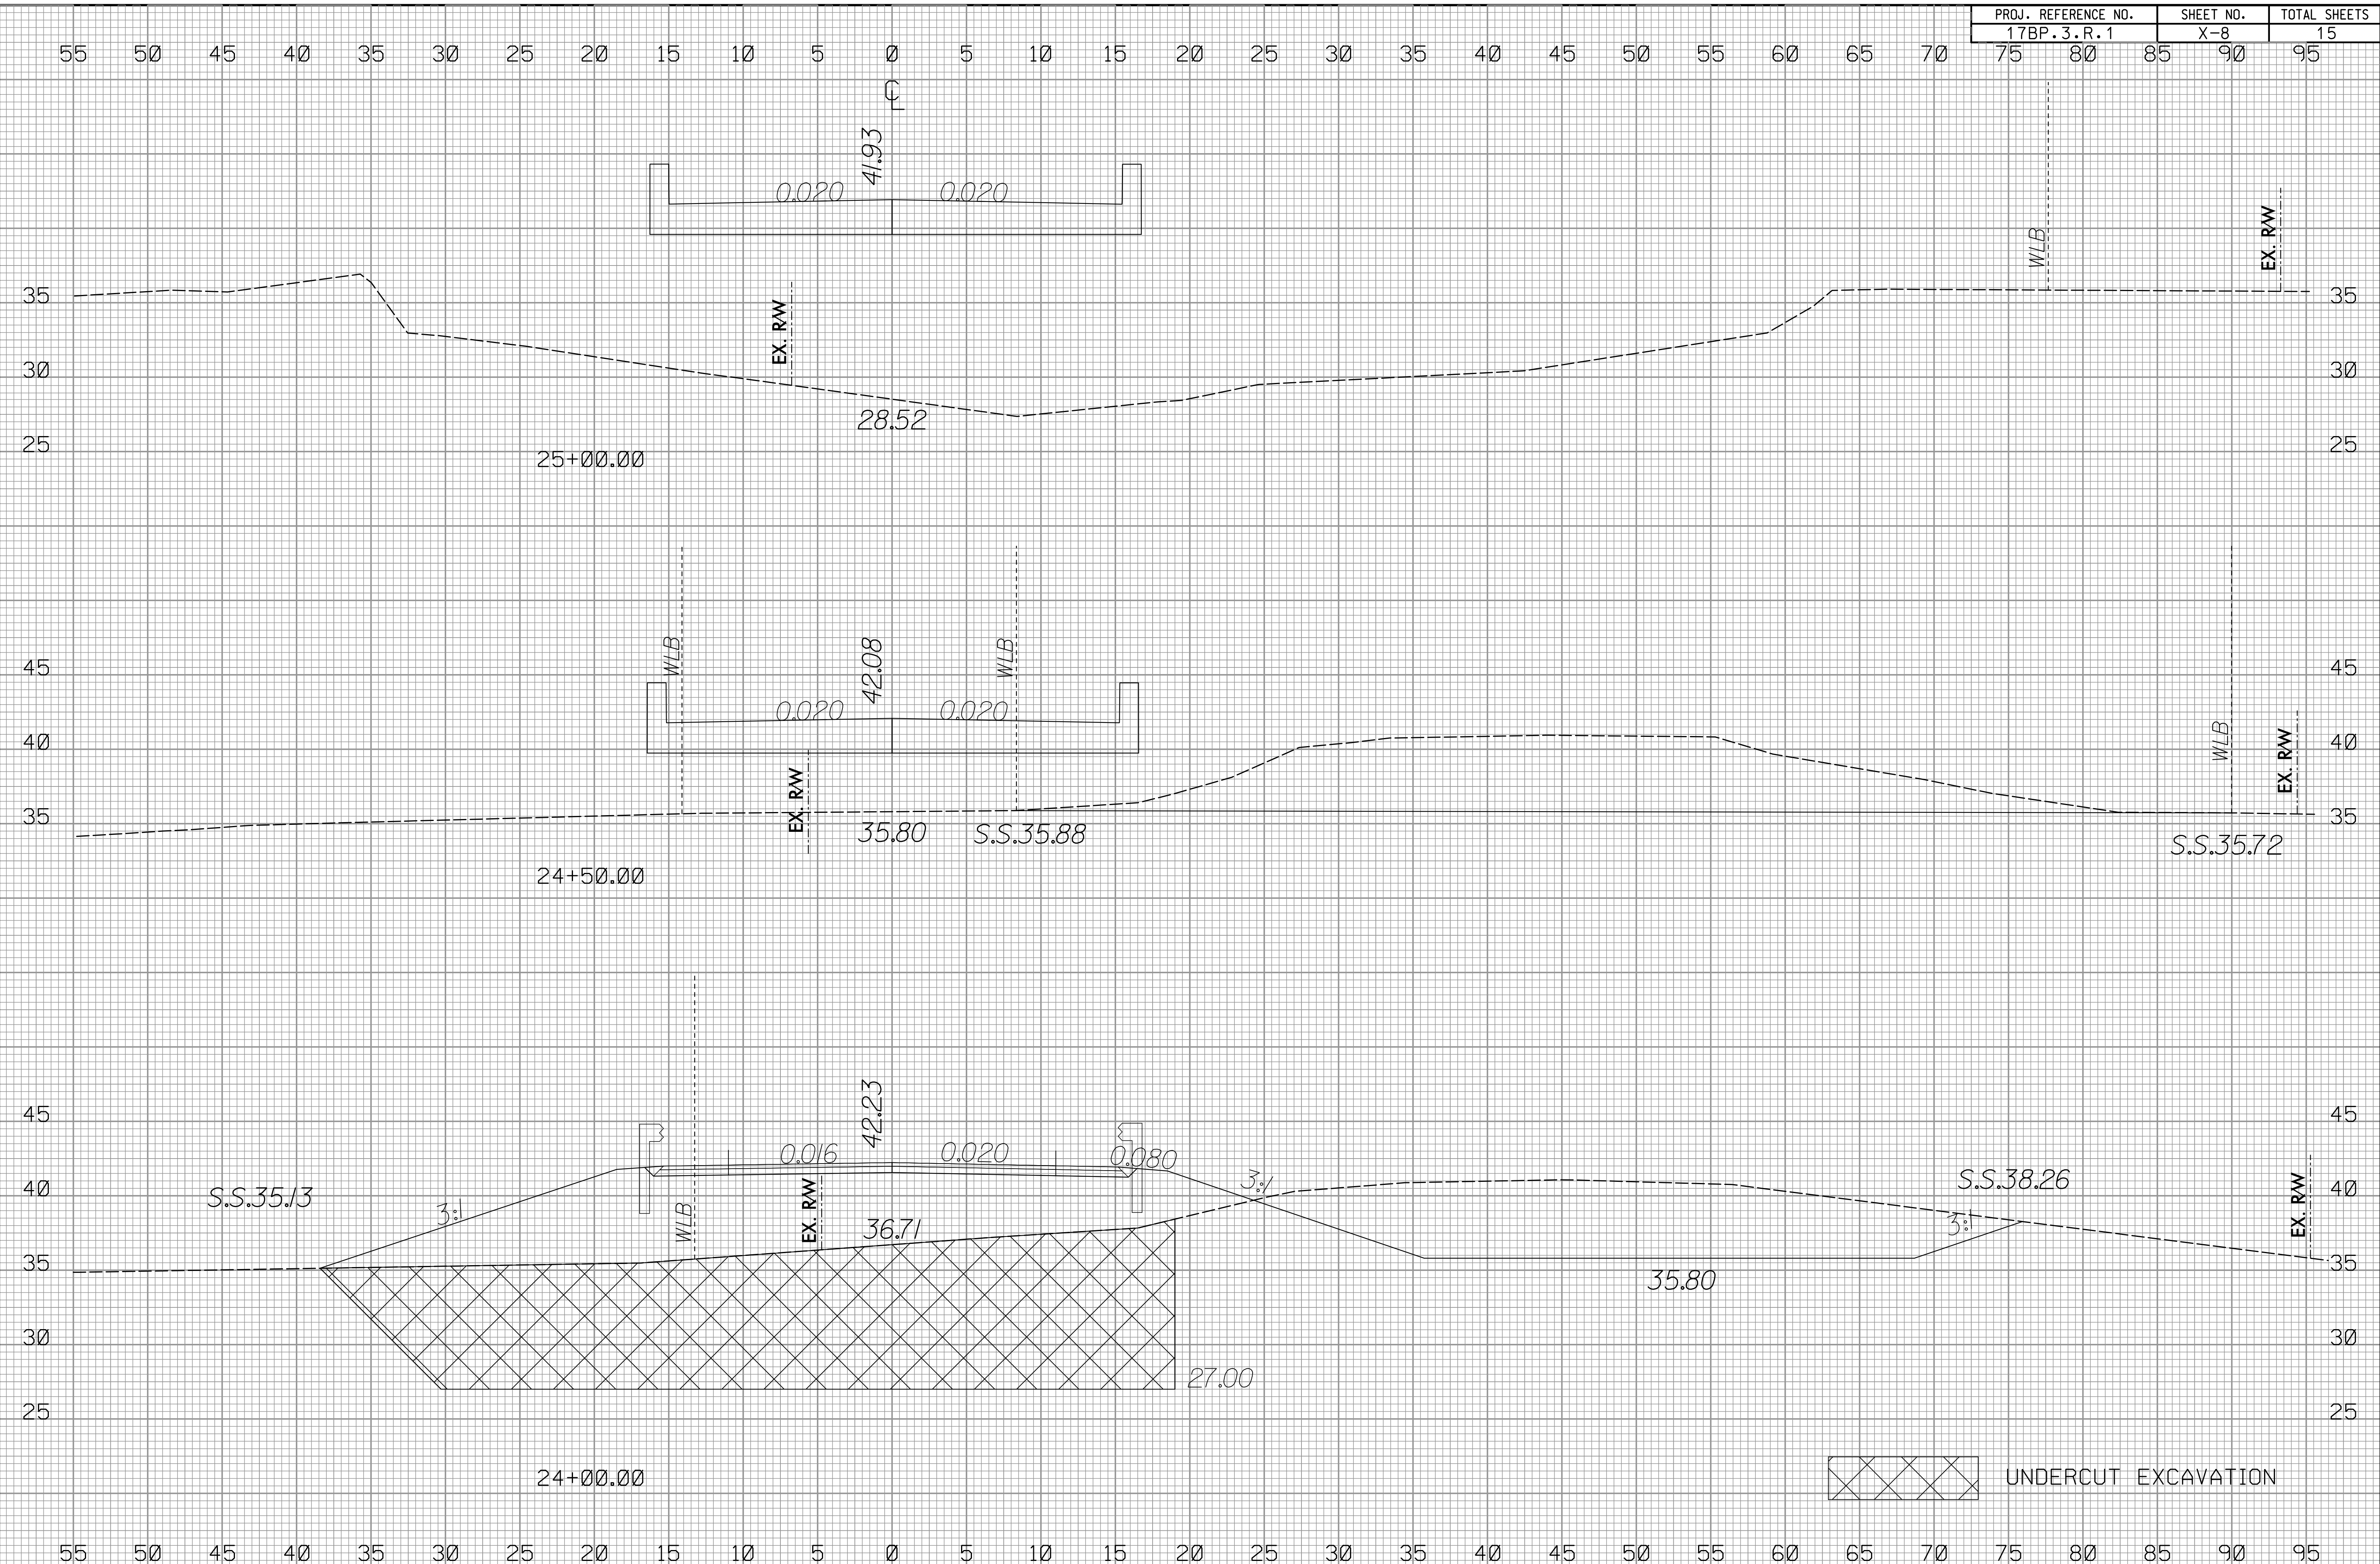 PROJ. REFERENCE NO. SHEET NO. TOTAL SHEETS
17BP.3.R.1 X-8 15
55 50 45 40 35 30 25 20 15 10 5 0 5 10 15 20 25 30 35 40 45 50 55 60 65 70 75 80 85 90 95
CL
41.93
0.020 0.020
WLB
EX. R/W
35 35
EX. R/W
30 30
28.52
25 25
25+00.00
45 WLB 42.08 WLB 45
0.020 0.020
40 WLB EX. R/W 40
EX. R/W
35 35.80 S.S.35.88 35
S.S.35.72
24+50.00
45 42.23 45
0.016 0.020 0.080
S.S.38.26
40 S.S.35.13 3:1 3:1 40
WLB EX. R/W 36.71 3:1 EX. R/W
35 35.80 35
30 30
27.00
25 25
24+00.00 UNDERCUT EXCAVATION
55 50 45 40 35 30 25 20 15 10 5 0 5 10 15 20 25 30 35 40 45 50 55 60 65 70 75 80 85 90 95